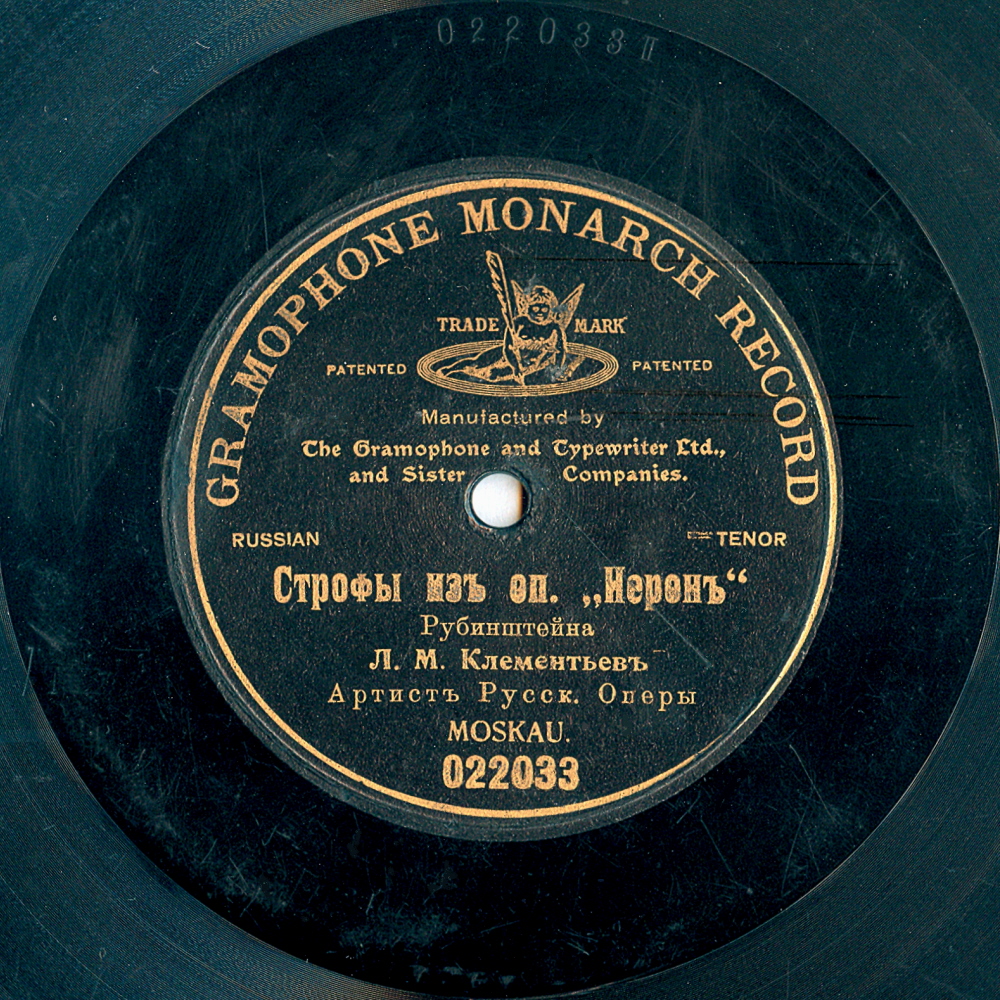 022033 II
GRAMOPHONE MONARCH RECORD
TRADE MARK
PATENTED PATENTED
Manufactured by
The Gramophone and Typewriter Ltd.,
and Sister Companies.
RUSSIAN TENOR
Строфы изъ оп. „Неронъ“
Рубинштейна
Л. М. Клементьевъ
Артистъ Русск. Оперы
MOSKAU.
022033